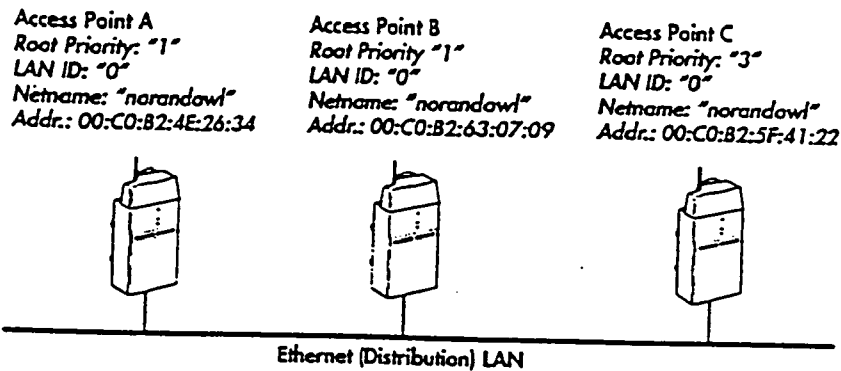 Access Point A
Root Priority: "1"
LAN ID: "0"
Netname: "norandowl"
Addr.: 00:C0:B2:4E:26:34
Access Point B
Root Priority "1"
LAN ID: "0"
Netname: "norandowl"
Addr.: 00:C0:B2:63:07:09
Access Point C
Root Priority: "3"
LAN ID: "0"
Netname: "norandowl"
Addr.: 00:C0:B2:5F:41:22
Ethernet (Distribution) LAN